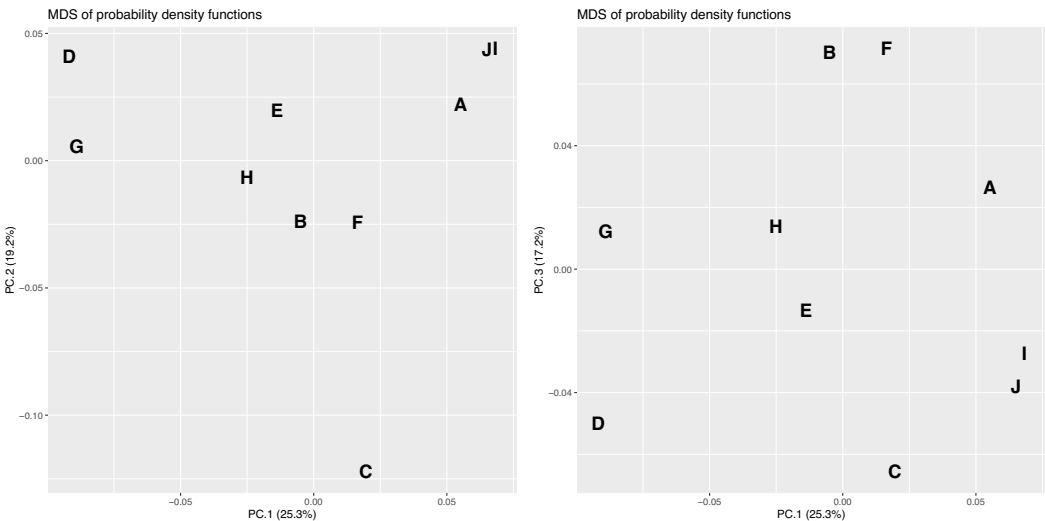 MDS of probability density functions
0.05
0.00
−0.05
−0.10
PC.2 (19.2%)
D
JI
A
E
G
H
B
F
C
−0.05
0.00
0.05
PC.1 (25.3%)
MDS of probability density functions
0.04
0.00
−0.04
PC.3 (17.2%)
B
F
A
G
H
E
I
J
D
C
−0.05
0.00
0.05
PC.1 (25.3%)